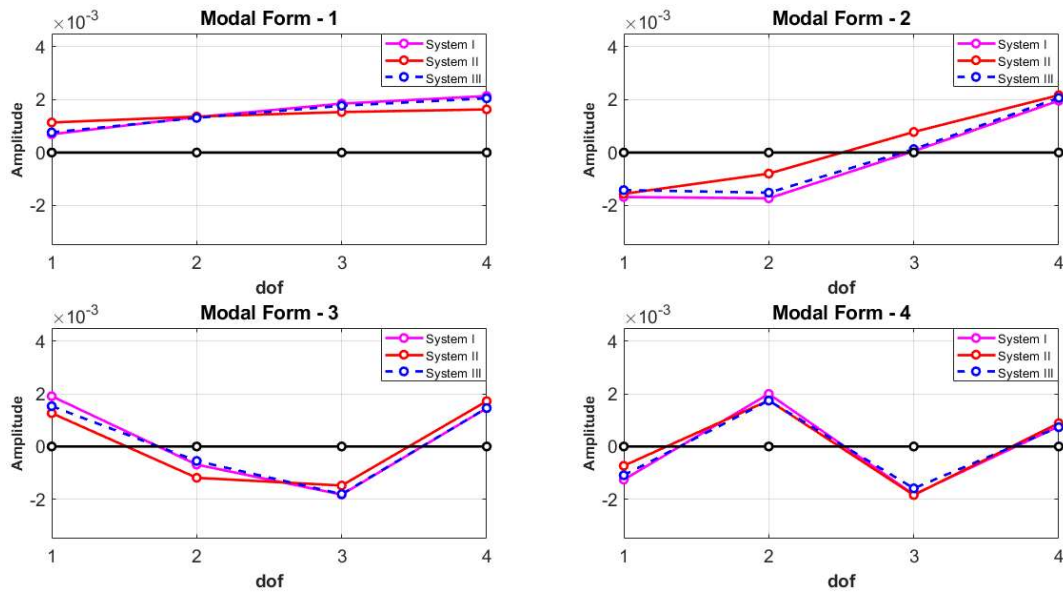 Modal Form - 1
×10⁻³
4
2
0
-2
Amplitude
1 2 3 4
dof
System I
System II
System III
Modal Form - 2
×10⁻³
4
2
0
-2
Amplitude
1 2 3 4
dof
System I
System II
System III
Modal Form - 3
×10⁻³
4
2
0
-2
Amplitude
1 2 3 4
dof
System I
System II
System III
Modal Form - 4
×10⁻³
4
2
0
-2
Amplitude
1 2 3 4
dof
System I
System II
System III